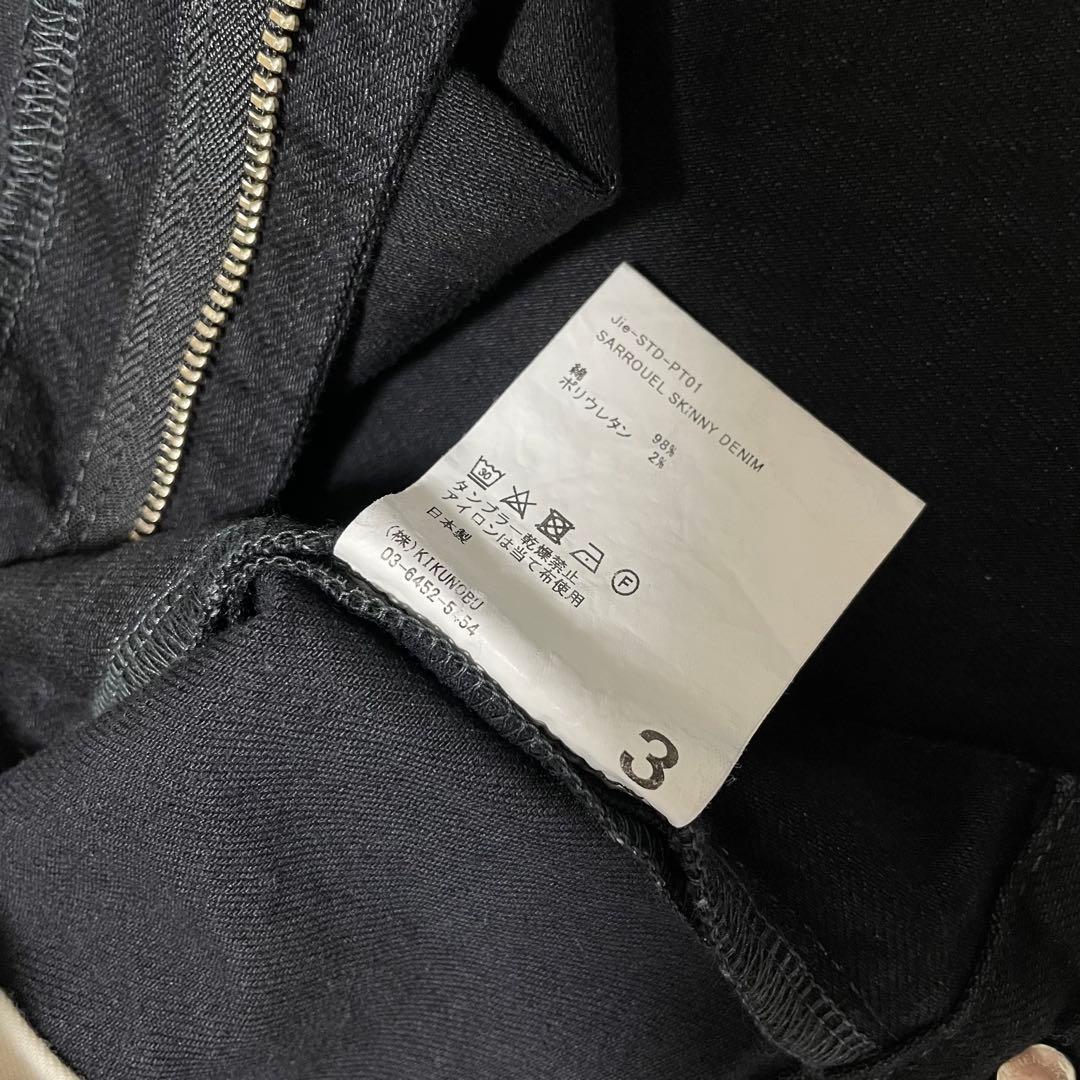 Jie-STD-PT01
SARROUEL SKINNY DENIM
綿 98%
ポリウレタン 2%
30
F
タンブラー乾燥禁止
アイロンは当て布使用
日本製
(株)KIKUNOBU
03-6452-5
3